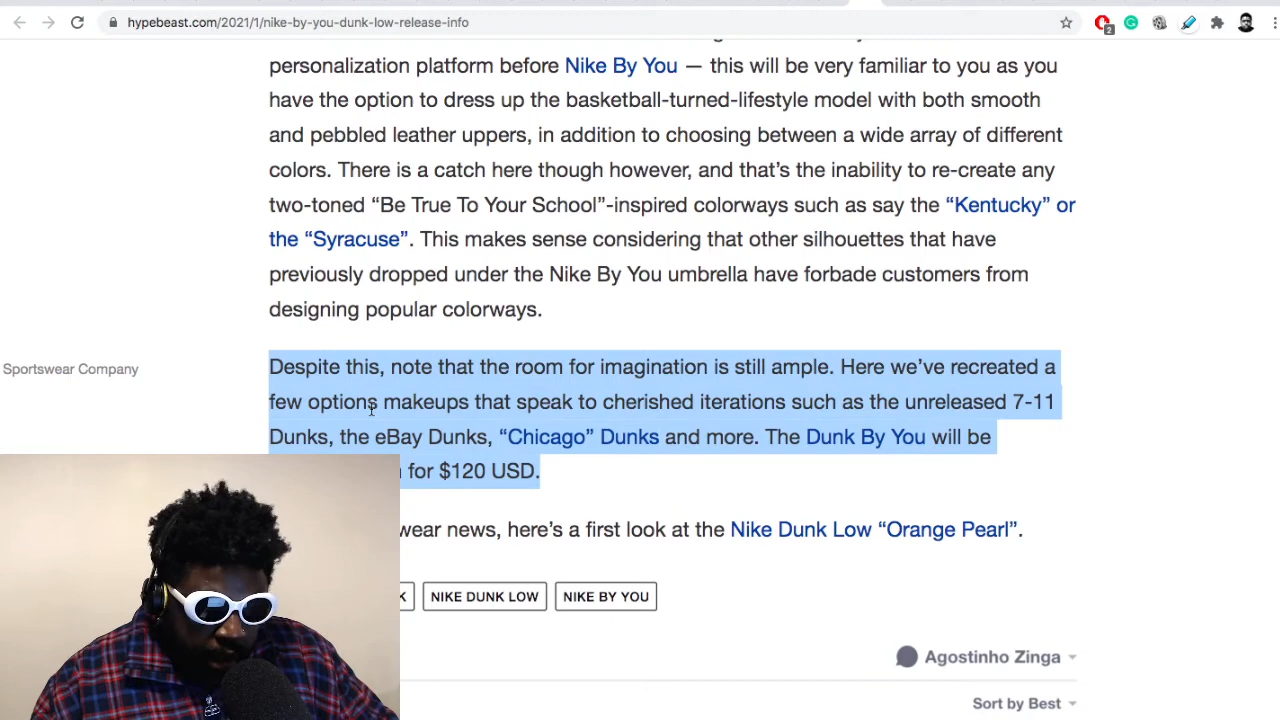 hypebeast.com/2021/1/nike-by-you-dunk-low-release-info
2
personalization platform before Nike By You — this will be very familiar to you as you
have the option to dress up the basketball-turned-lifestyle model with both smooth
and pebbled leather uppers, in addition to choosing between a wide array of different
colors. There is a catch here though however, and that’s the inability to re-create any
two-toned “Be True To Your School”-inspired colorways such as say the “Kentucky” or
the “Syracuse”. This makes sense considering that other silhouettes that have
previously dropped under the Nike By You umbrella have forbade customers from
designing popular colorways.
Sportswear Company
Despite this, note that the room for imagination is still ample. Here we’ve recreated a
few options makeups that speak to cherished iterations such as the unreleased 7-11
Dunks, the eBay Dunks, “Chicago” Dunks and more. The Dunk By You will be
for $120 USD.
wear news, here’s a first look at the Nike Dunk Low “Orange Pearl”.
K NIKE DUNK LOW NIKE BY YOU
Agostinho Zinga
Sort by Best